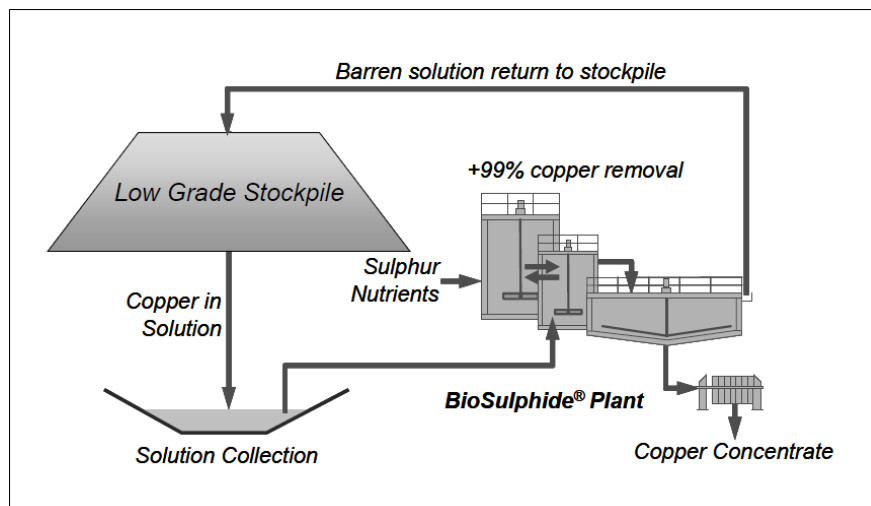 Barren solution return to stockpile
+99% copper removal
Low Grade Stockpile
Sulphur
Nutrients
Copper in
Solution
BioSulphide® Plant
Solution Collection
Copper Concentrate